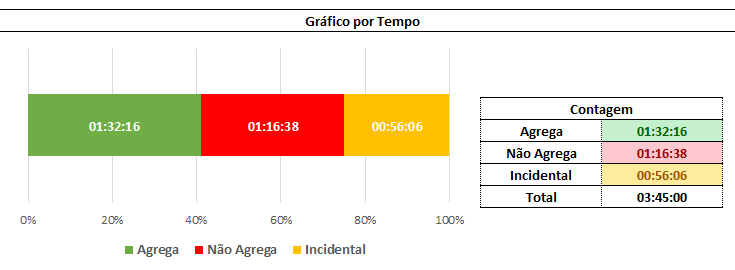 Gráfico por Tempo
01:32:16 01:16:38 00:56:06
0% 20% 40% 60% 80% 100%
Agrega Não Agrega Incidental
Contagem
Agrega 01:32:16
Não Agrega 01:16:38
Incidental 00:56:06
Total 03:45:00